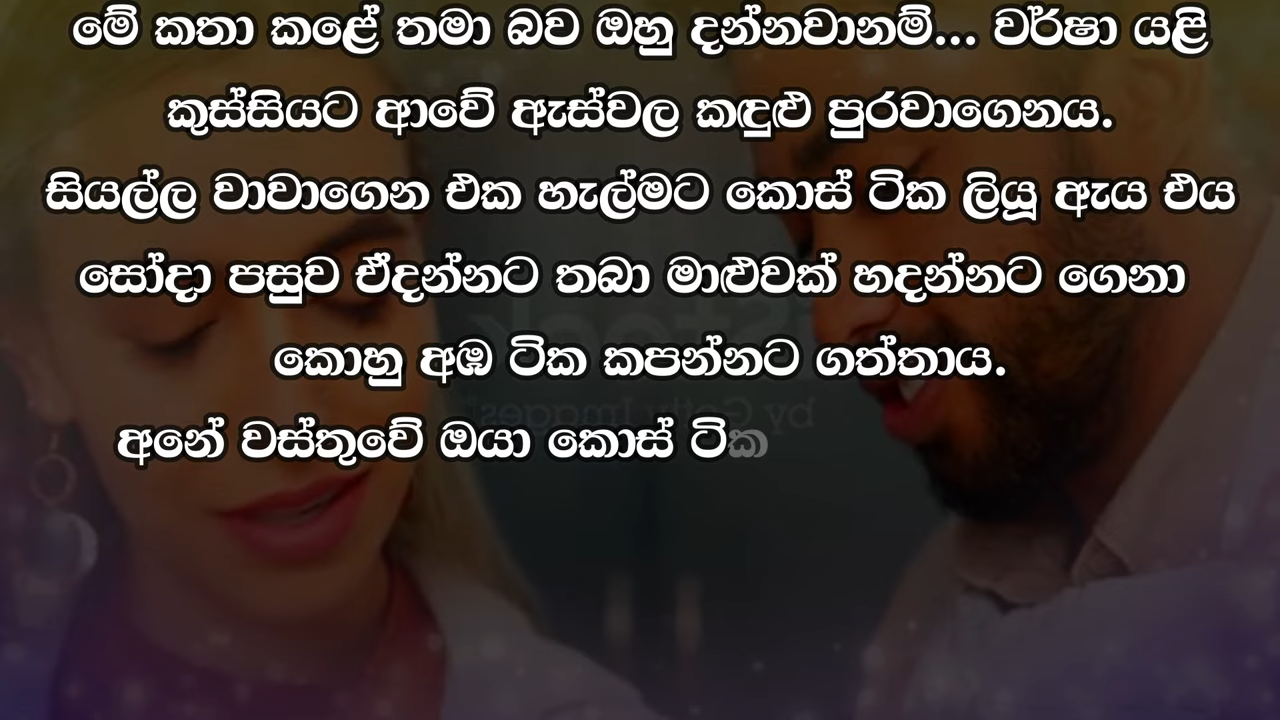 මේ කතා කළේ තමා බව ඔහු දන්නවානම්... වර්ෂා යළි
කුස්සියට ආවේ ඇස්වල කඳුළු පුරවාගෙනය.
සියල්ල වාවාගෙන එක හැල්මට කොස් ටික ලියූ ඇය එය
සෝදා පසුව ඒදන්නට තබා මාළුවක් හදන්නට ගෙනා
කොහු අඹ ටික කපන්නට ගත්තාය.
අනේ වස්තුවේ ඔයා කොස් ටික